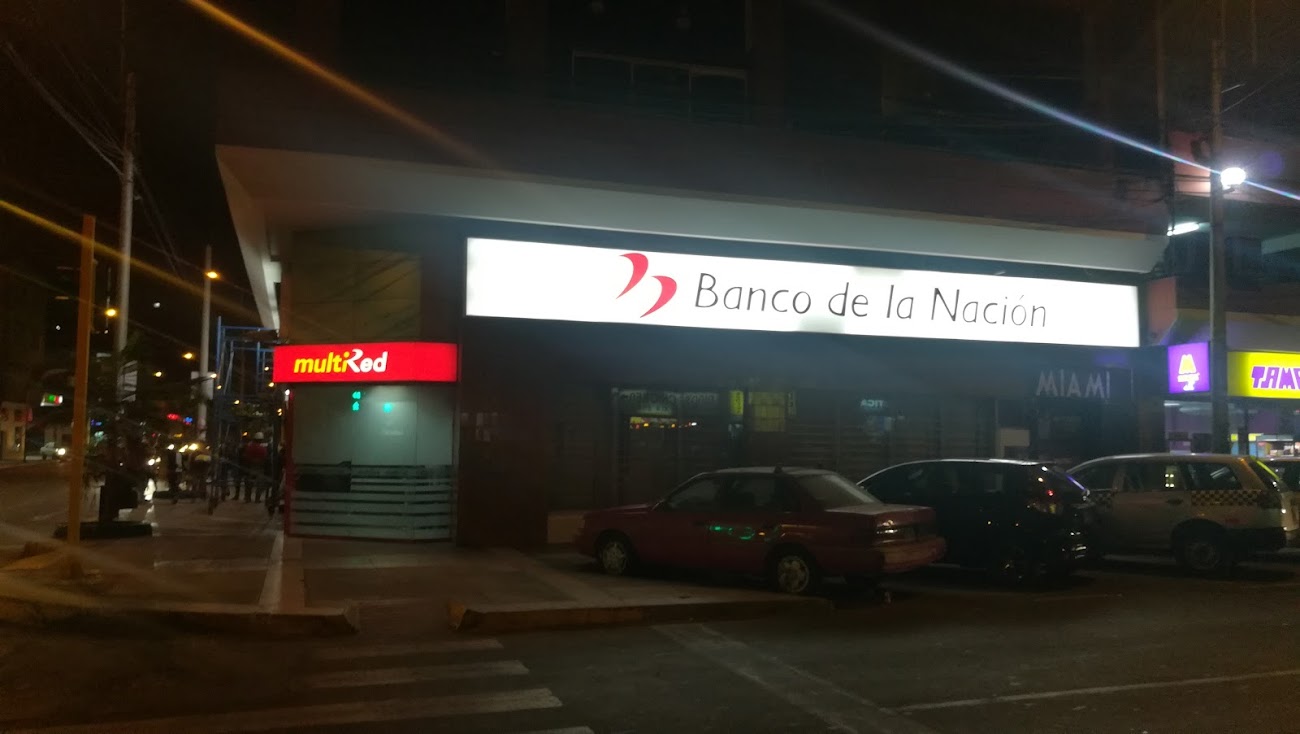 Banco de la Nación
multiRed
MIAMI